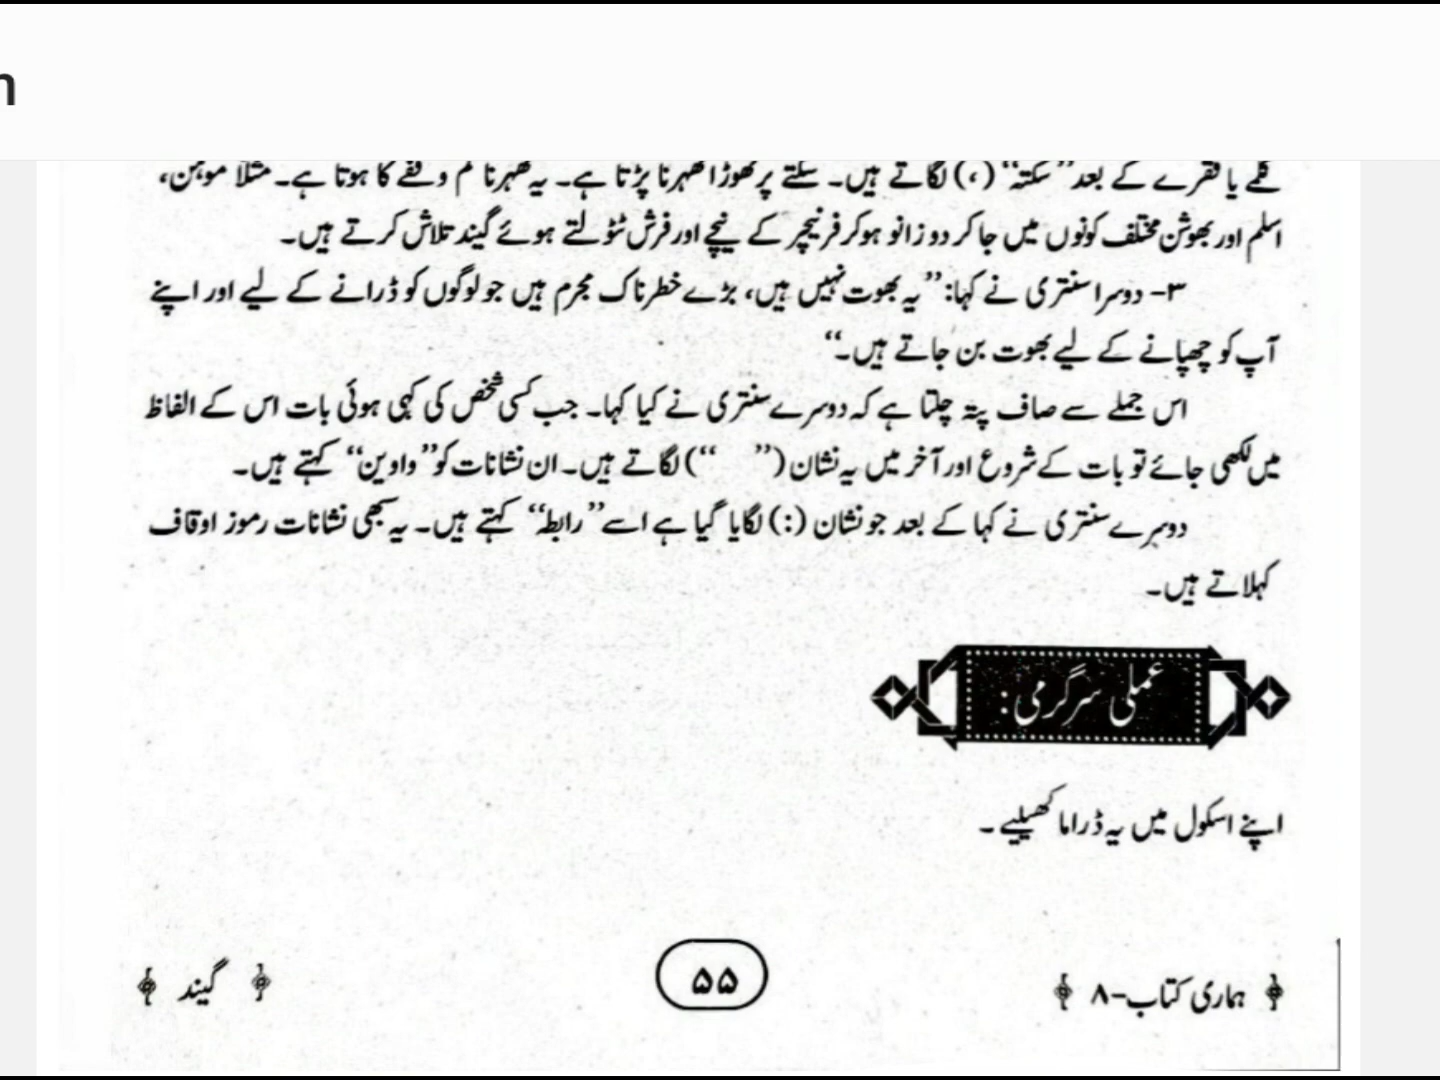 n
کلمے یا فقرے کے بعد ”سکتہ“ (،) لگاتے ہیں۔ سکتے پر تھوڑا ٹھہرنا پڑتا ہے۔ یہ ٹھہرنا کم وقفے کا ہوتا ہے۔ مثلاً موہن،
اسلم اور بھوشن مختلف کونوں میں جا کر دو زانو ہو کر فرنیچر کے نیچے اور فرش ٹٹولتے ہوئے گیند تلاش کرتے ہیں۔
۳- دوسرا سنتری نے کہا: ”یہ بھوت نہیں ہیں، بڑے خطرناک مجرم ہیں جو لوگوں کو ڈرانے کے لیے اور اپنے
آپ کو چھپانے کے لیے بھوت بن جاتے ہیں۔“
اس جملے سے صاف پتہ چلتا ہے کہ دوسرے سنتری نے کیا کہا۔ جب کسی شخص کی کہی ہوئی بات اس کے الفاظ
میں لکھی جائے تو بات کے شروع اور آخر میں یہ نشان (” “) لگاتے ہیں۔ ان نشانات کو ”واوین“ کہتے ہیں۔
دوسرے سنتری نے کہا کے بعد جو نشان (:) لگایا گیا ہے اسے ”رابطہ“ کہتے ہیں۔ یہ سبھی نشانات رموز اوقاف
کہلاتے ہیں۔
عملی سرگرمی:
اپنے اسکول میں یہ ڈراما کھیلیے۔
ہماری کتاب-۸
۵۵
گیند